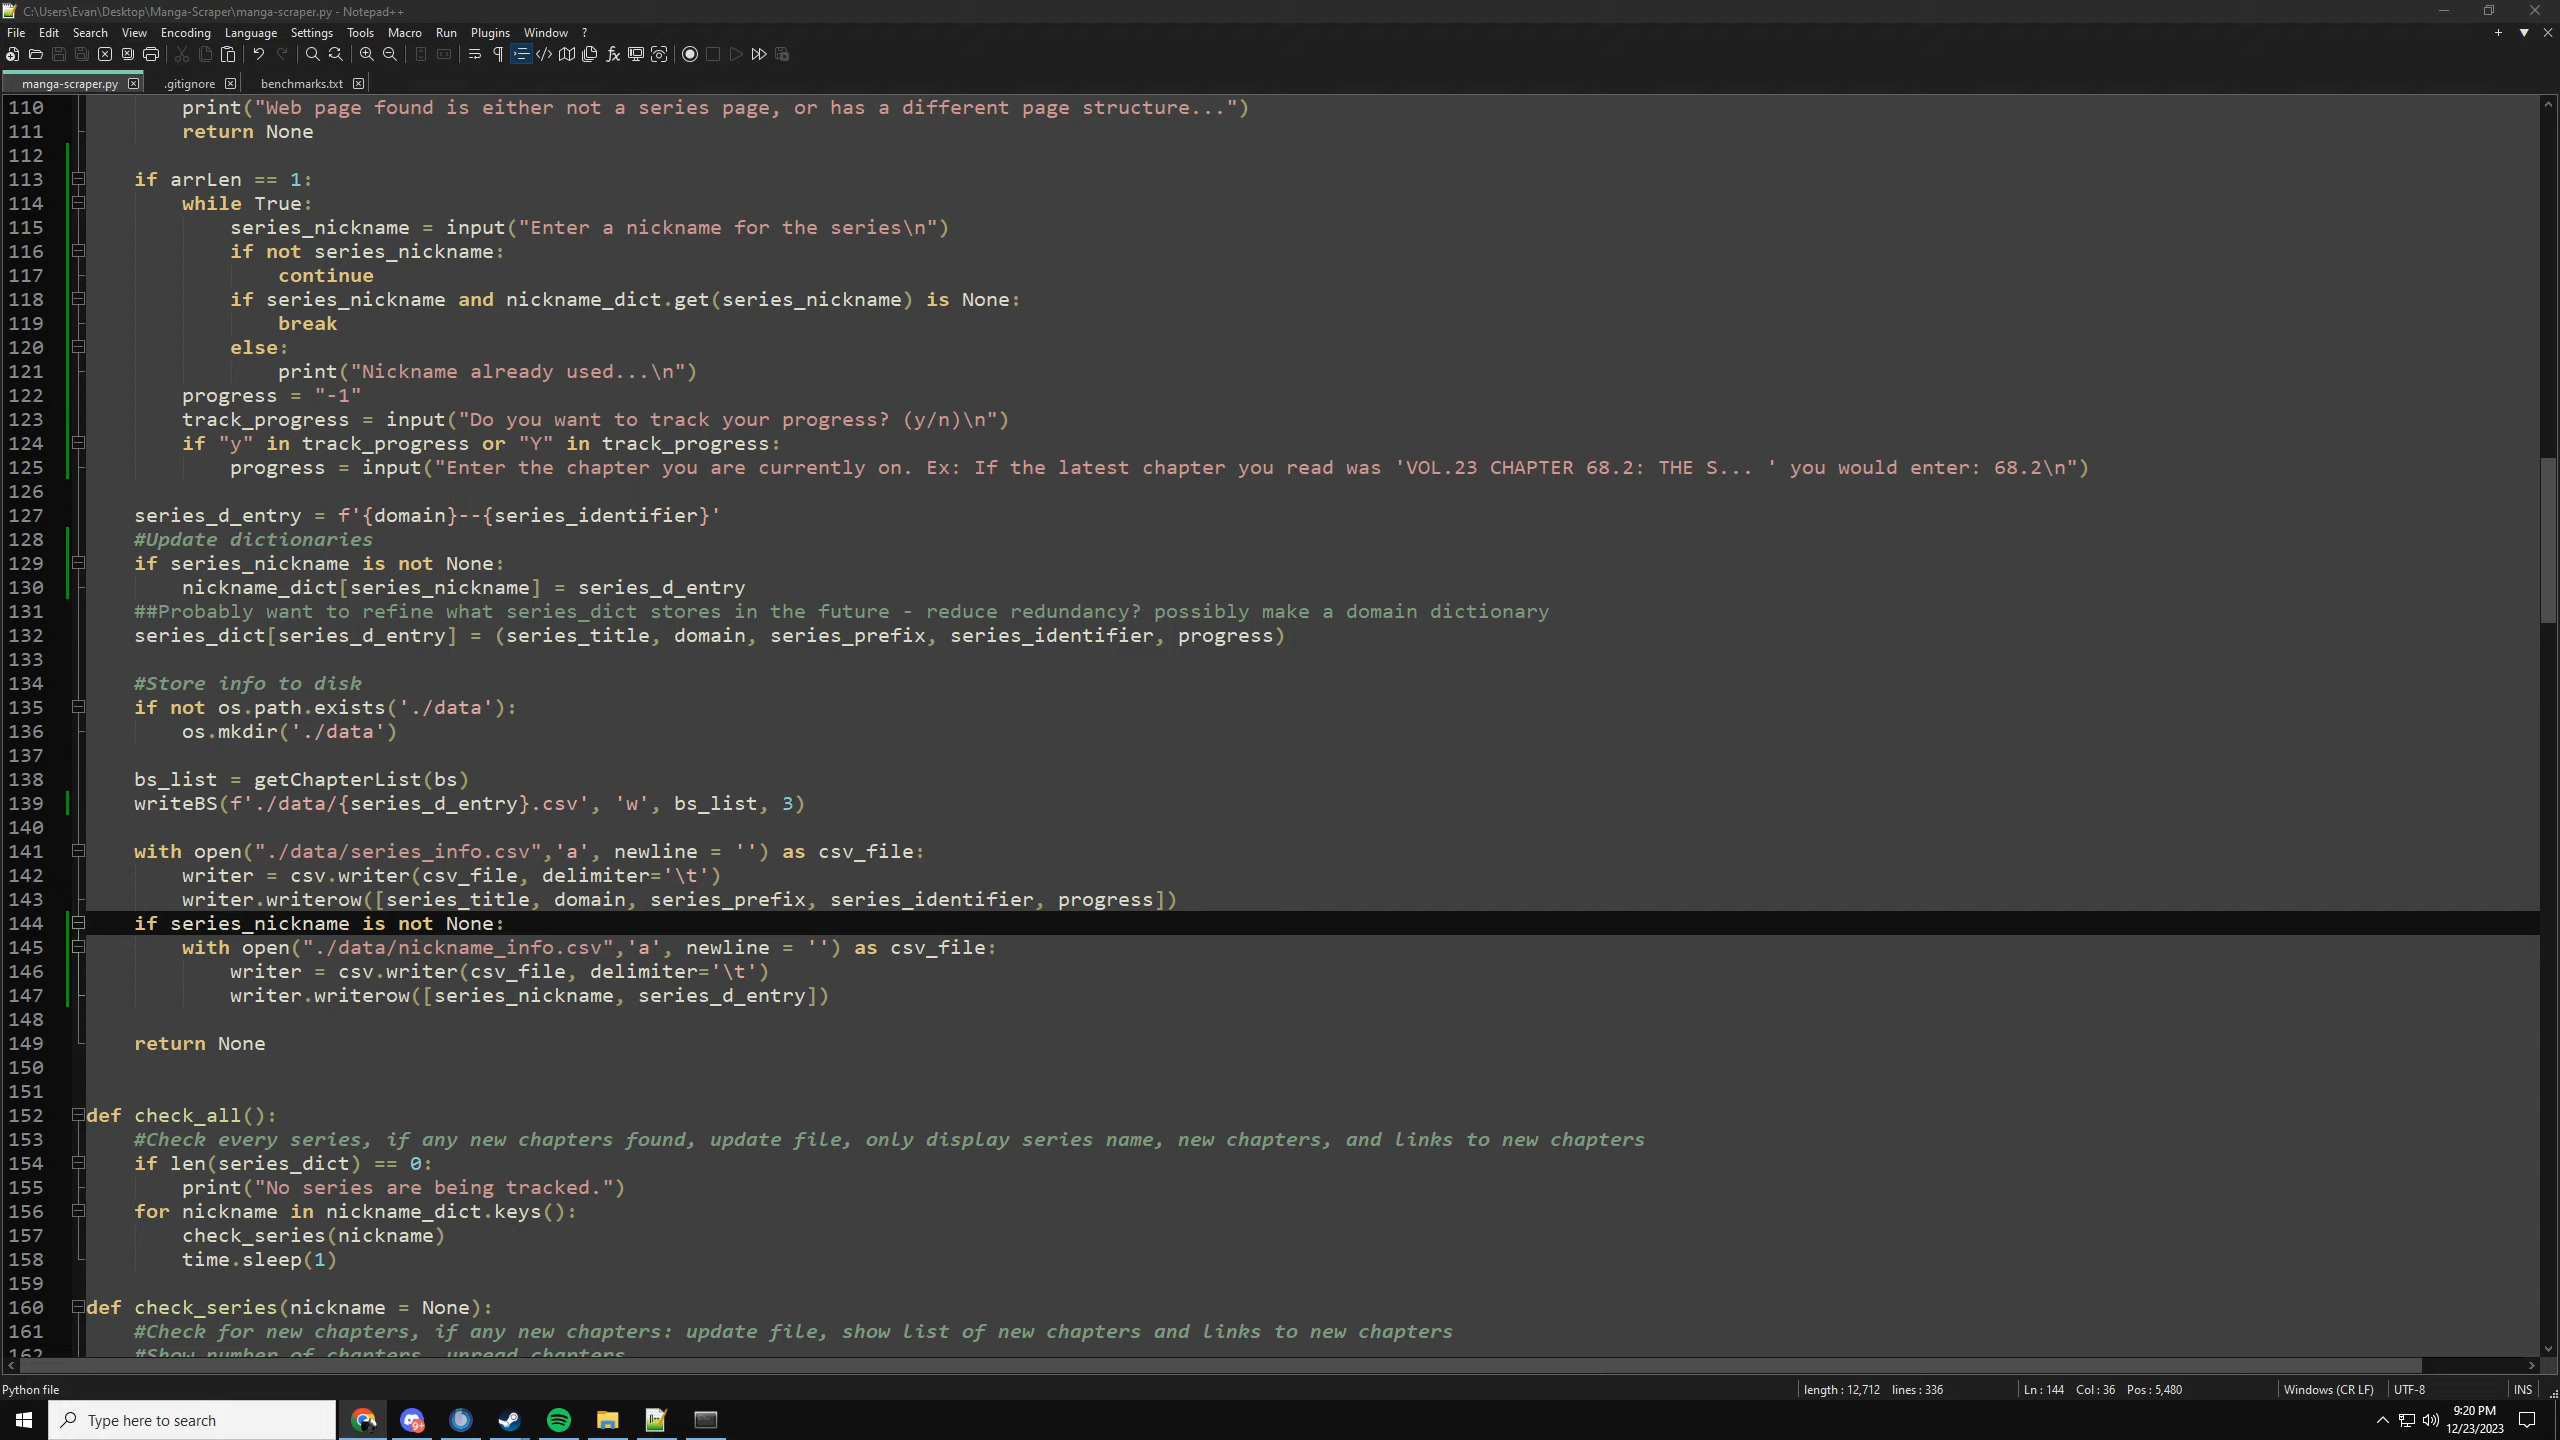 C:\Users\Evan\Desktop\Manga-Scraper\manga-scraper.py - Notepad++
File Edit Search View Encoding Language Settings Tools Macro Run Plugins Window ?
manga-scraper.py .gitignore benchmarks.txt
110 print("Web page found is either not a series page, or has a different page structure...")
111 return None
112
113 if arrLen == 1:
114 while True:
115 series_nickname = input("Enter a nickname for the series\n")
116 if not series_nickname:
117 continue
118 if series_nickname and nickname_dict.get(series_nickname) is None:
119 break
120 else:
121 print("Nickname already used...\n")
122 progress = "-1"
123 track_progress = input("Do you want to track your progress? (y/n)\n")
124 if "y" in track_progress or "Y" in track_progress:
125 progress = input("Enter the chapter you are currently on. Ex: If the latest chapter you read was 'VOL.23 CHAPTER 68.2: THE S... ' you would enter: 68.2\n")
126
127 series_d_entry = f'{domain}--{series_identifier}'
128 #Update dictionaries
129 if series_nickname is not None:
130 nickname_dict[series_nickname] = series_d_entry
131 ##Probably want to refine what series_dict stores in the future - reduce redundancy? possibly make a domain dictionary
132 series_dict[series_d_entry] = (series_title, domain, series_prefix, series_identifier, progress)
133
134 #Store info to disk
135 if not os.path.exists('./data'):
136 os.mkdir('./data')
137
138 bs_list = getChapterList(bs)
139 writeBS(f'./data/{series_d_entry}.csv', 'w', bs_list, 3)
140
141 with open("./data/series_info.csv",'a', newline = '') as csv_file:
142 writer = csv.writer(csv_file, delimiter='\t')
143 writer.writerow([series_title, domain, series_prefix, series_identifier, progress])
144 if series_nickname is not None:
145 with open("./data/nickname_info.csv",'a', newline = '') as csv_file:
146 writer = csv.writer(csv_file, delimiter='\t')
147 writer.writerow([series_nickname, series_d_entry])
148
149 return None
150
151
152 def check_all():
153 #Check every series, if any new chapters found, update file, only display series name, new chapters, and links to new chapters
154 if len(series_dict) == 0:
155 print("No series are being tracked.")
156 for nickname in nickname_dict.keys():
157 check_series(nickname)
158 time.sleep(1)
159
160 def check_series(nickname = None):
161 #Check for new chapters, if any new chapters: update file, show list of new chapters and links to new chapters
162 #Show number of chapters, unread chapters
Python file length : 12,712 lines : 336 Ln : 144 Col : 36 Pos : 5,480 Windows (CR LF) UTF-8 INS
Type here to search
9+
9:20 PM
12/23/2023